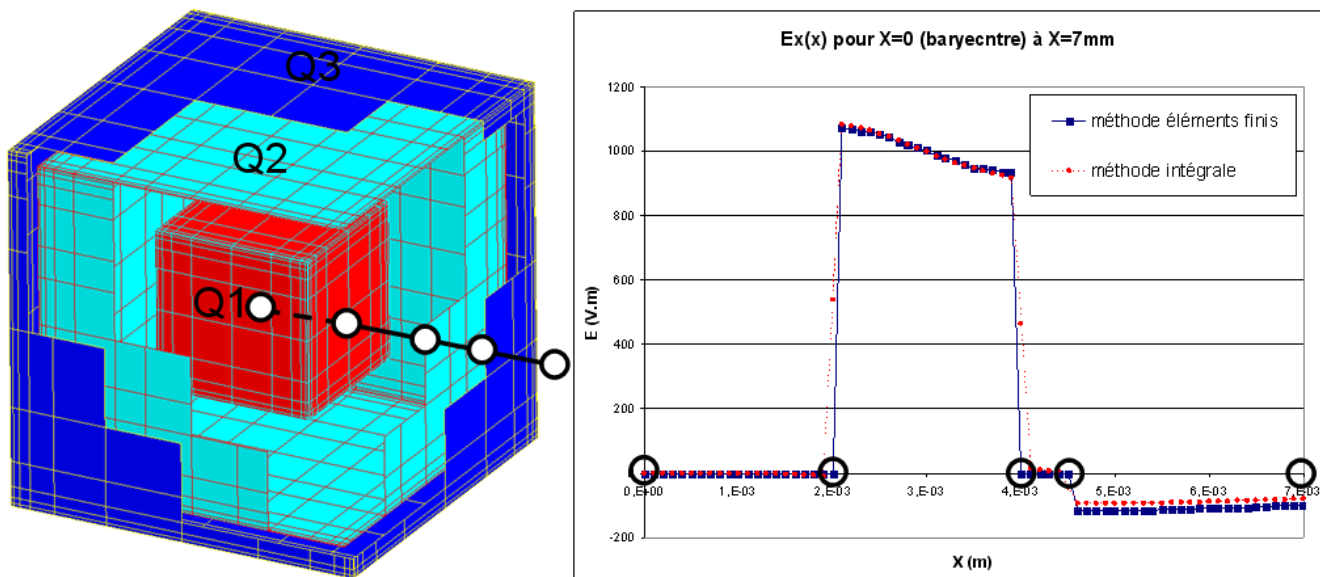 Q3
Q2
Q1
Ex(x) pour X=0 (baryecntre) à X=7mm
méthode éléments finis
méthode intégrale
E (V.m)
1200
1000
800
600
400
200
-200
0,E+00
1,E-03
2,E-03
3,E-03
4,E-03
5,E-03
6,E-03
7,E-03
X (m)